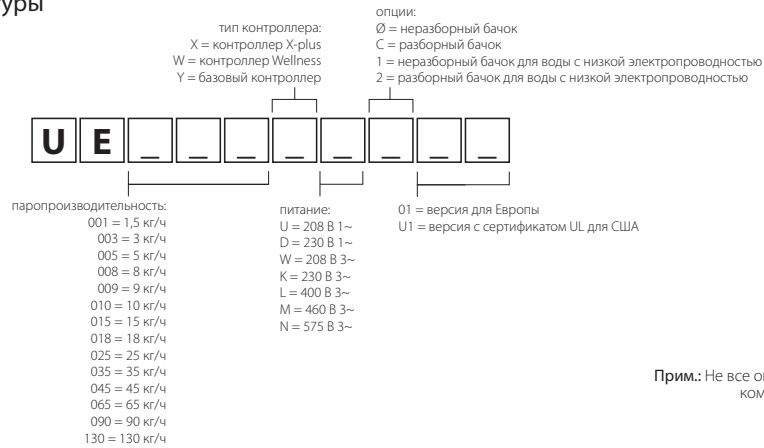 опции:
Ø = неразборный бачок
C = разборный бачок
1 = неразборный бачок для воды с низкой электропроводностью
2 = разборный бачок для воды с низкой электропроводностью
тип контроллера:
X = контроллер X-plus
W = контроллер Wellness
Y = базовый контроллер
U E _ _ _ _ _ _ _ _
паропроизводительность:
001 = 1,5 кг/ч
003 = 3 кг/ч
005 = 5 кг/ч
008 = 8 кг/ч
009 = 9 кг/ч
010 = 10 кг/ч
015 = 15 кг/ч
018 = 18 кг/ч
025 = 25 кг/ч
035 = 35 кг/ч
045 = 45 кг/ч
065 = 65 кг/ч
090 = 90 кг/ч
130 = 130 кг/ч
питание:
U = 208 В 1~
D = 230 В 1~
W = 208 В 3~
K = 230 В 3~
L = 400 В 3~
M = 460 В 3~
N = 575 В 3~
01 = версия для Европы
U1 = версия с сертификатом UL для США
Прим.: Не все